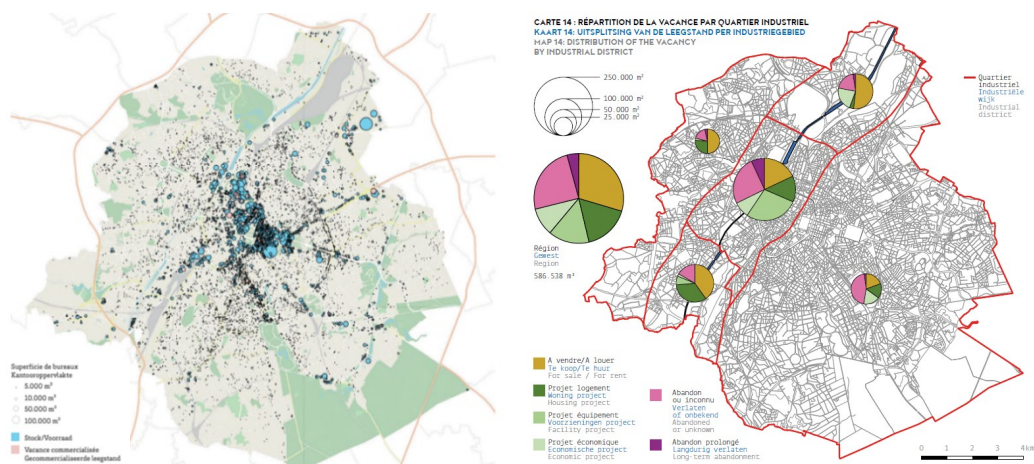 Superficie de bureaux
Kantooroppervlakte
5.000 m²
10.000 m²
50.000 m²
100.000 m²
Stock/Voorraad
Vacance commercialisée
Gecommercialiseerde leegstand
CARTE 14 : RÉPARTITION DE LA VACANCE PAR QUARTIER INDUSTRIEL
KAART 14: UITSPLITSING VAN DE LEEGSTAND PER INDUSTRIEGEBIED
MAP 14: DISTRIBUTION OF THE VACANCY
BY INDUSTRIAL DISTRICT
250.000 m²
100.000 m²
50.000 m²
25.000 m²
Quartier
industriel
Industriële
Wijk
Industrial
district
Région
Gewest
Region
586.538 m²
A vendre/A louer
Te koop/Te huur
For sale / For rent
Projet logement
Woning project
Housing project
Projet équipement
Voorzieningen project
Facility project
Projet économique
Economische project
Economic project
Abandon
ou inconnu
Verlaten
of onbekend
Abandoned
or unknown
Abandon prolongé
Langdurig verlaten
Long-term abandonment
0 1 2 3 4km